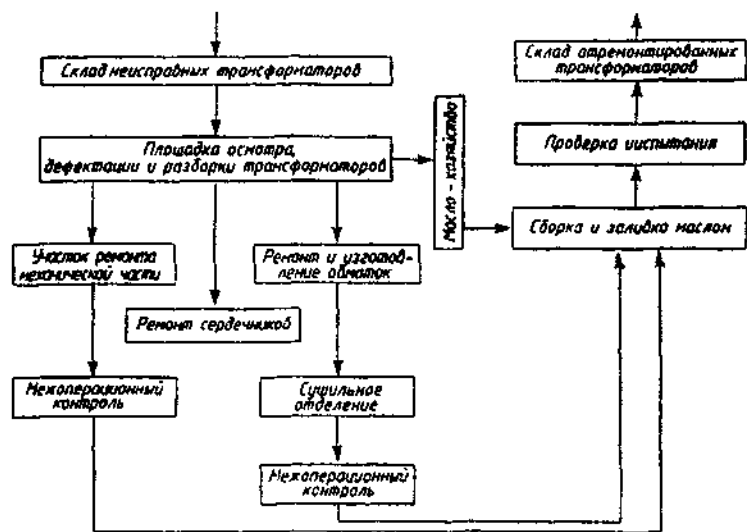 Склад неисправных трансформаторов
Площадка осмотра,
дефектации и разборки трансформаторов
Масло-хозяйство
Склад отремонтированных
трансформаторов
Проверка и испытания
Сборка и заливка маслом
Участок ремонта
механической части
Ремонт сердечников
Ремонт и изготов-
ление обмоток
Межоперационный
контроль
Сушильное
отделение
Межоперационный
контроль